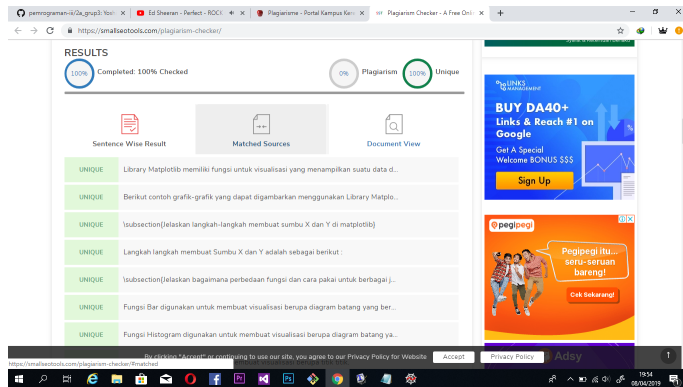 pemrograman-iii/2a_grup3: Yosh
Ed Sheeran - Perfect - ROCK
Plagiarisme - Portal Kampus Ker
Plagiarism Checker - A Free Onl
https://smallseotools.com/plagiarism-checker/
RESULTS
100% Completed: 100% Checked
0% Plagiarism 100% Unique
Sentence Wise Result
Matched Sources
Document View
UNIQUE Library Matplotlib memiliki fungsi untuk visualisasi yang menampilkan suatu data d...
UNIQUE Berikut contoh grafik-grafik yang dapat digambarkan menggunakan Library Matplo...
UNIQUE \subsection{Jelaskan langkah-langkah membuat sumbu X dan Y di matplotlib}
UNIQUE Langkah langkah membuat Sumbu X dan Y adalah sebagai berikut :
UNIQUE \subsection{Jelaskan bagaimana perbedaan fungsi dan cara pakai untuk berbagai j...
UNIQUE Fungsi Bar digunakan untuk membuat visualisasi berupa diagram batang yang ber...
UNIQUE Fungsi Histogram digunakan untuk membuat visualisasi berupa diagram batang ya...
LINKS
MANAGEMENT
BUY DA40+
Links & Reach #1 on
Google
Get A Special
Welcome BONUS $$$
Sign Up
pegipegi
Pegipegi itu...
seru-seruan
bareng!
Cek Sekarang!
Adsy
By clicking "Accept" or continuing to use our site, you agree to our Privacy Policy for Website
Accept
Privacy Policy
https://smallseotools.com/plagiarism-checker/#matched
19:54
08/04/2019